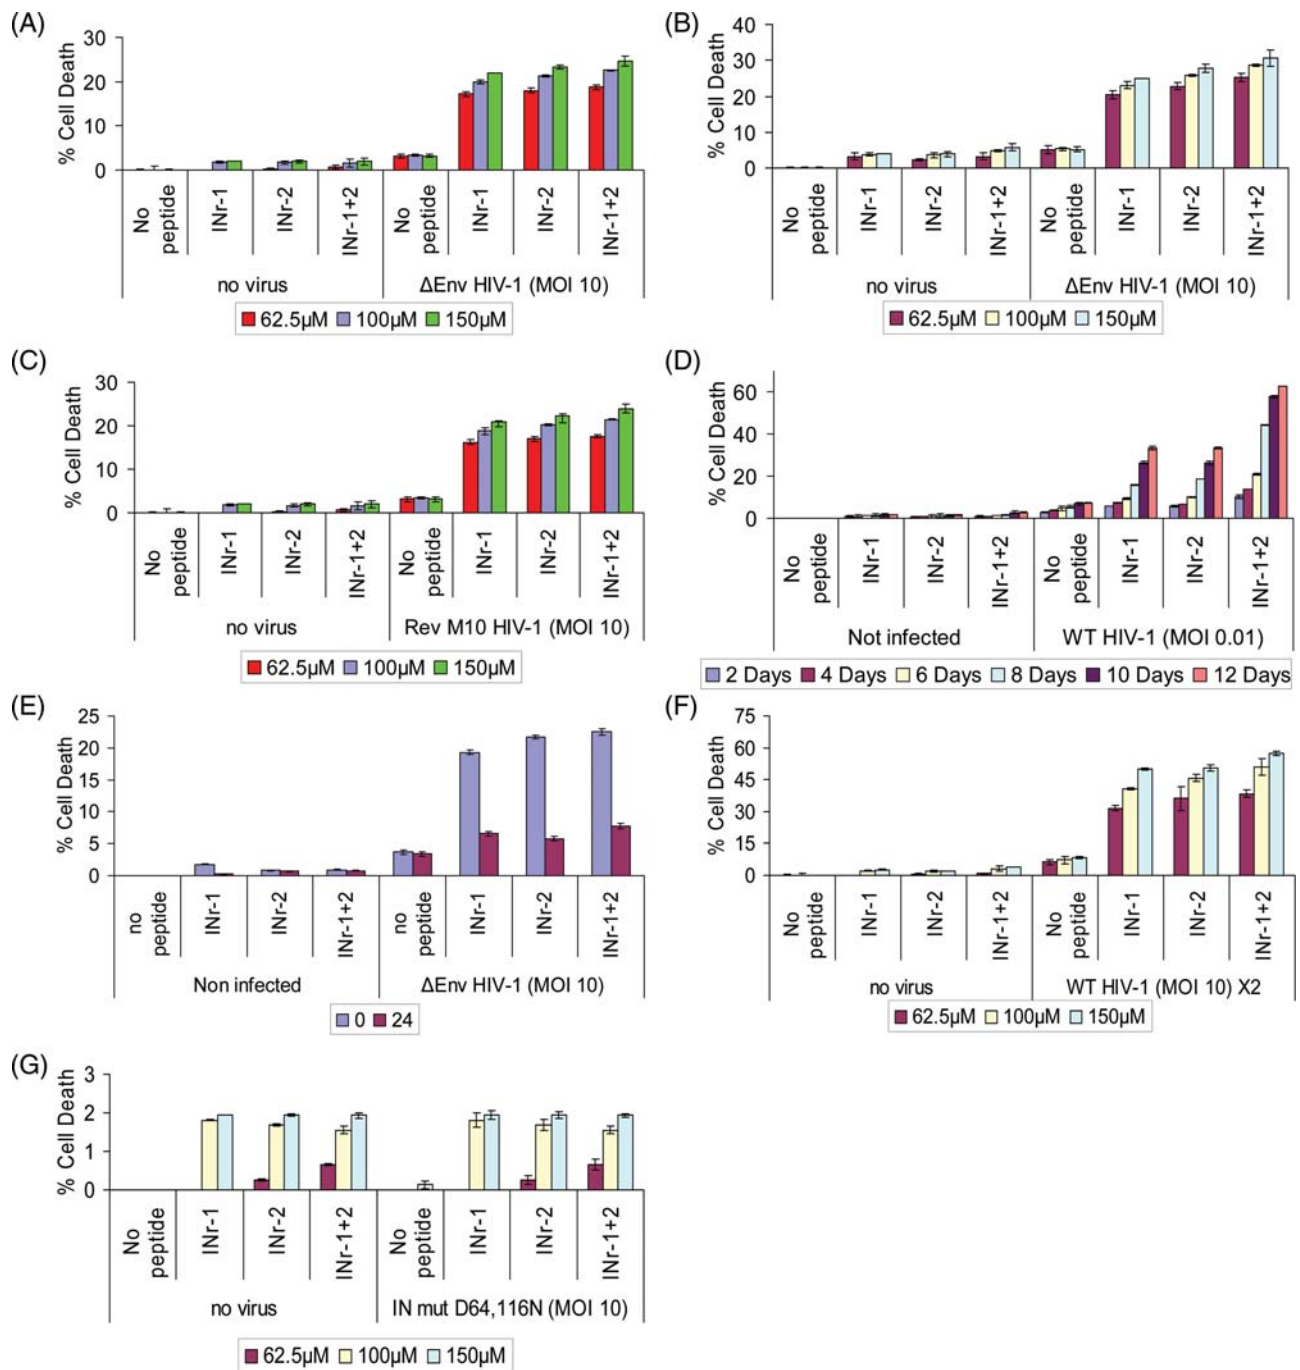 (A)
% Cell Death
30
20
10
0
No peptide
INr-1
INr-2
INr-1+2
No peptide
INr-1
INr-2
INr-1+2
no virus
ΔEnv HIV-1 (MOI 10)
62.5µM 100µM 150µM
(B)
% Cell Death
40
30
20
10
0
No peptide
INr-1
INr-2
INr-1+2
No peptide
INr-1
INr-2
INr-1+2
no virus
ΔEnv HIV-1 (MOI 10)
62.5µM 100µM 150µM
(C)
% Cell Death
30
20
10
0
No peptide
INr-1
INr-2
INr-1+2
No peptide
INr-1
INr-2
INr-1+2
no virus
Rev M10 HIV-1 (MOI 10)
62.5µM 100µM 150µM
(D)
% Cell Death
60
40
20
0
No peptide
INr-1
INr-2
INr-1+2
No peptide
INr-1
INr-2
INr-1+2
Not infected
WT HIV-1 (MOI 0.01)
2 Days 4 Days 6 Days 8 Days 10 Days 12 Days
(E)
% Cell Death
25
20
15
10
5
0
no peptide
INr-1
INr-2
INr-1+2
no peptide
INr-1
INr-2
INr-1+2
Non infected
ΔEnv HIV-1 (MOI 10)
0 24
(F)
% Cell Death
75
60
45
30
15
0
No peptide
INr-1
INr-2
INr-1+2
No peptide
INr-1
INr-2
INr-1+2
no virus
WT HIV-1 (MOI 10) X2
62.5µM 100µM 150µM
(G)
% Cell Death
3
2
1
0
No peptide
INr-1
INr-2
INr-1+2
No peptide
INr-1
INr-2
INr-1+2
no virus
IN mut D64,116N (MOI 10)
62.5µM 100µM 150µM